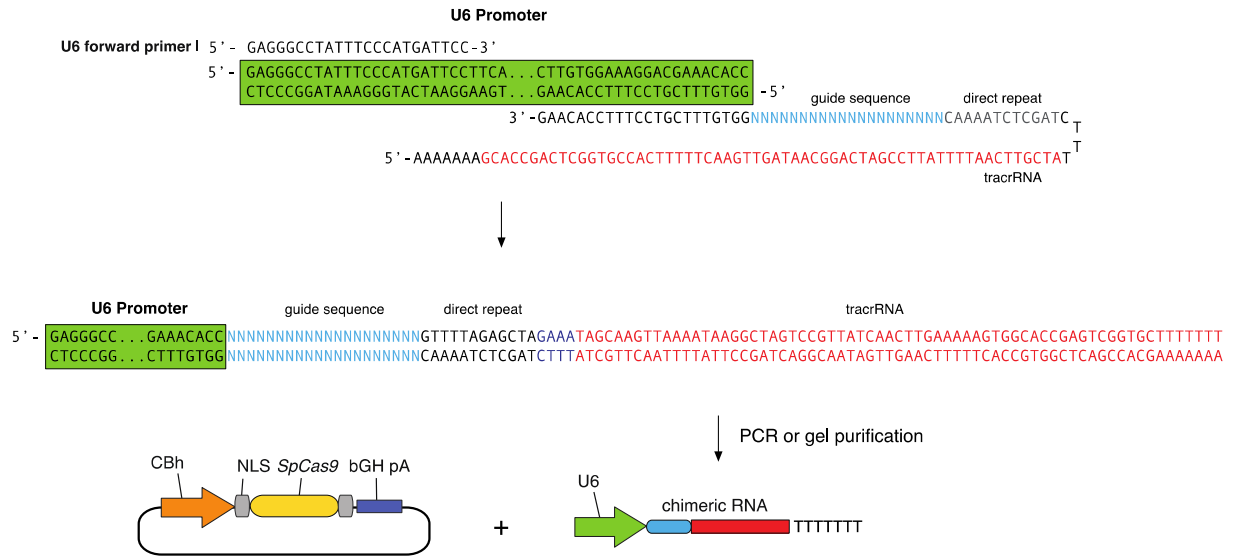 U6 Promoter
U6 forward primer I 5'- GAGGGCCTATTTCCCATGATTCC-3'
5'- GAGGGCCTATTTCCCATGATTCCTTCA...CTTGTGGAAAGGACGAAACACC
CTCCCGGATAAAGGGTACTAAGGAAGT...GAACACCTTTCCTGCTTTGTGG -5'
guide sequence direct repeat
3'-GAACACCTTTCCTGCTTTGTGGNNNNNNNNNNNNNNNNNNNNCAAAATCTCGATC
T
T
5'-AAAAAAAGCACCGACTCGGTGCCACTTTTTCAAGTTGATAACGGACTAGCCTTATTTTAACTTGCTAT
tracrRNA
U6 Promoter guide sequence direct repeat tracrRNA
5'- GAGGGCC...GAAACACCNNNNNNNNNNNNNNNNNNNNGTTTTAGAGCTAGAAATAGCAAGTTAAAATAAGGCTAGTCCGTTATCAACTTGAAAAAGTGGCACCGAGTCGGTGCTTTTTTT
CTCCCGG...CTTTGTGGNNNNNNNNNNNNNNNNNNNNCAAAATCTCGATCTTTATCGTTCAATTTTATTCCGATCAGGCAATAGTTGAACTTTTTCACCGTGGCTCAGCCACGAAAAAAA
PCR or gel purification
CBh NLS SpCas9 bGH pA
+
U6
chimeric RNA
TTTTTTT